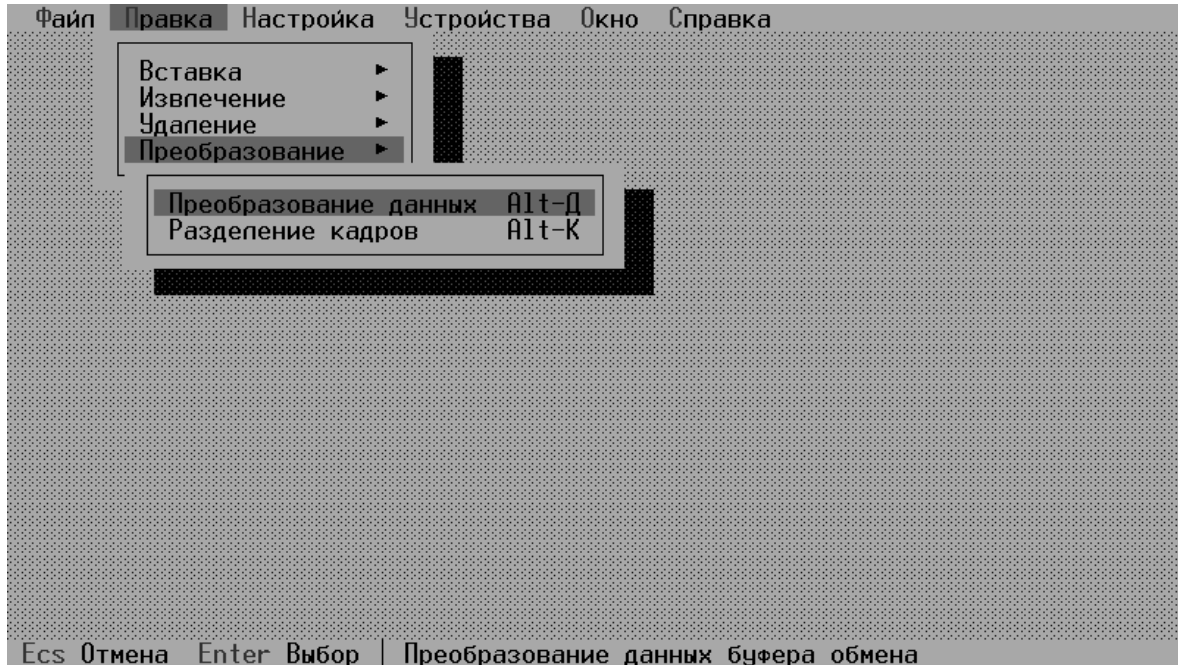 Файл Правка Настройка Устройства Окно Справка
Вставка ►
Извлечение ►
Удаление ►
Преобразование ►
Преобразование данных Alt-Д
Разделение кадров Alt-К
Ecs Отмена Enter Выбор | Преобразование данных буфера обмена